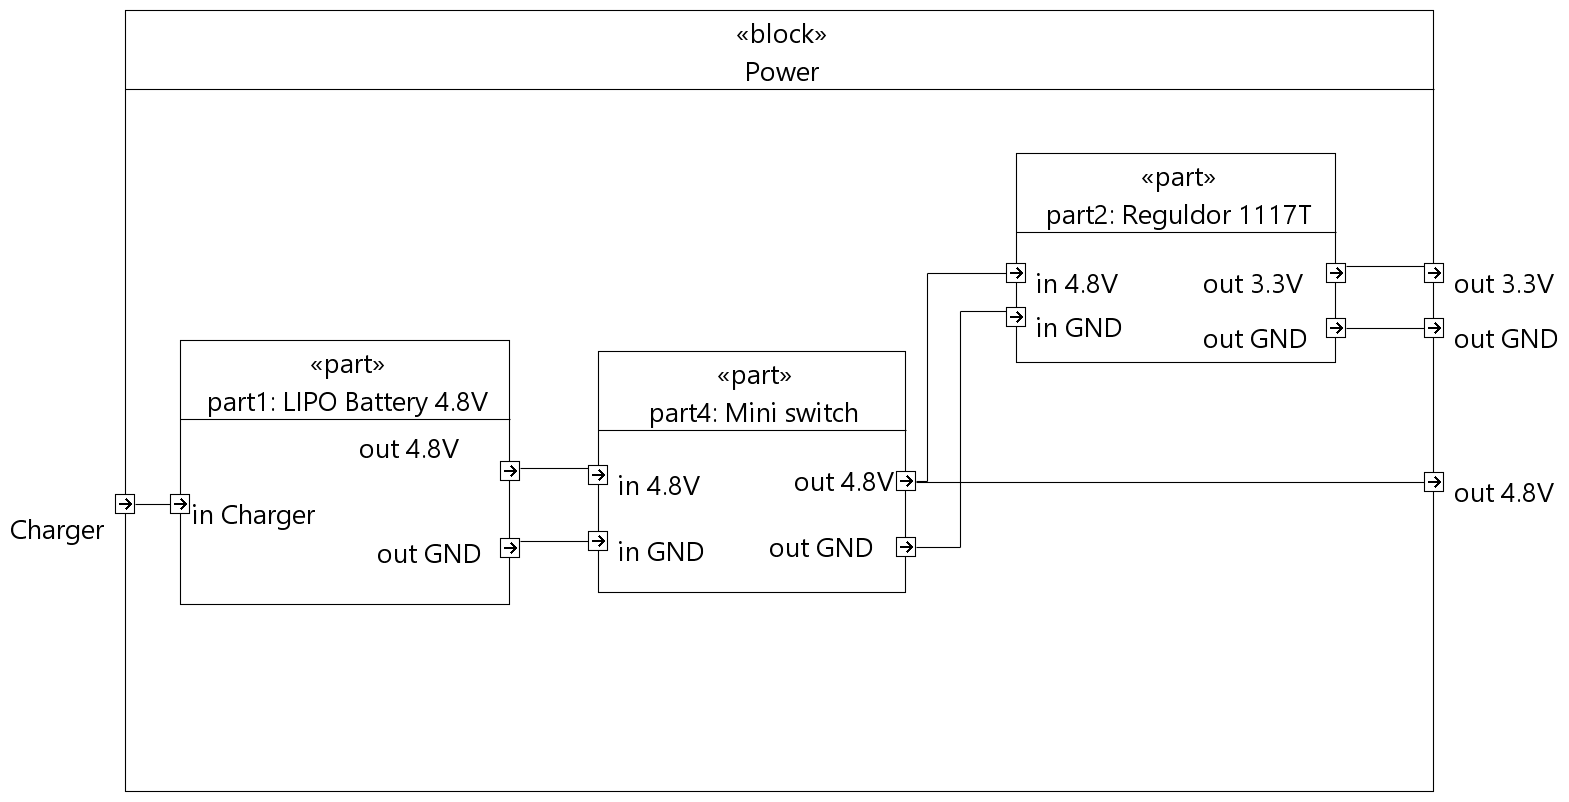 «block»
Power
«part»
part2: Reguldor 1117T
in 4.8V
out 3.3V
out 3.3V
in GND
out GND
out GND
«part»
part1: LIPO Battery 4.8V
out 4.8V
in Charger
out GND
Charger
«part»
part4: Mini switch
in 4.8V
out 4.8V
in GND
out GND
out 4.8V